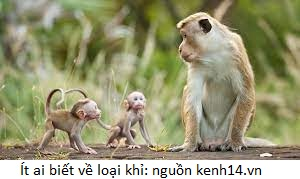 Ít ai biết về loại khỉ: nguồn kenh14.vn